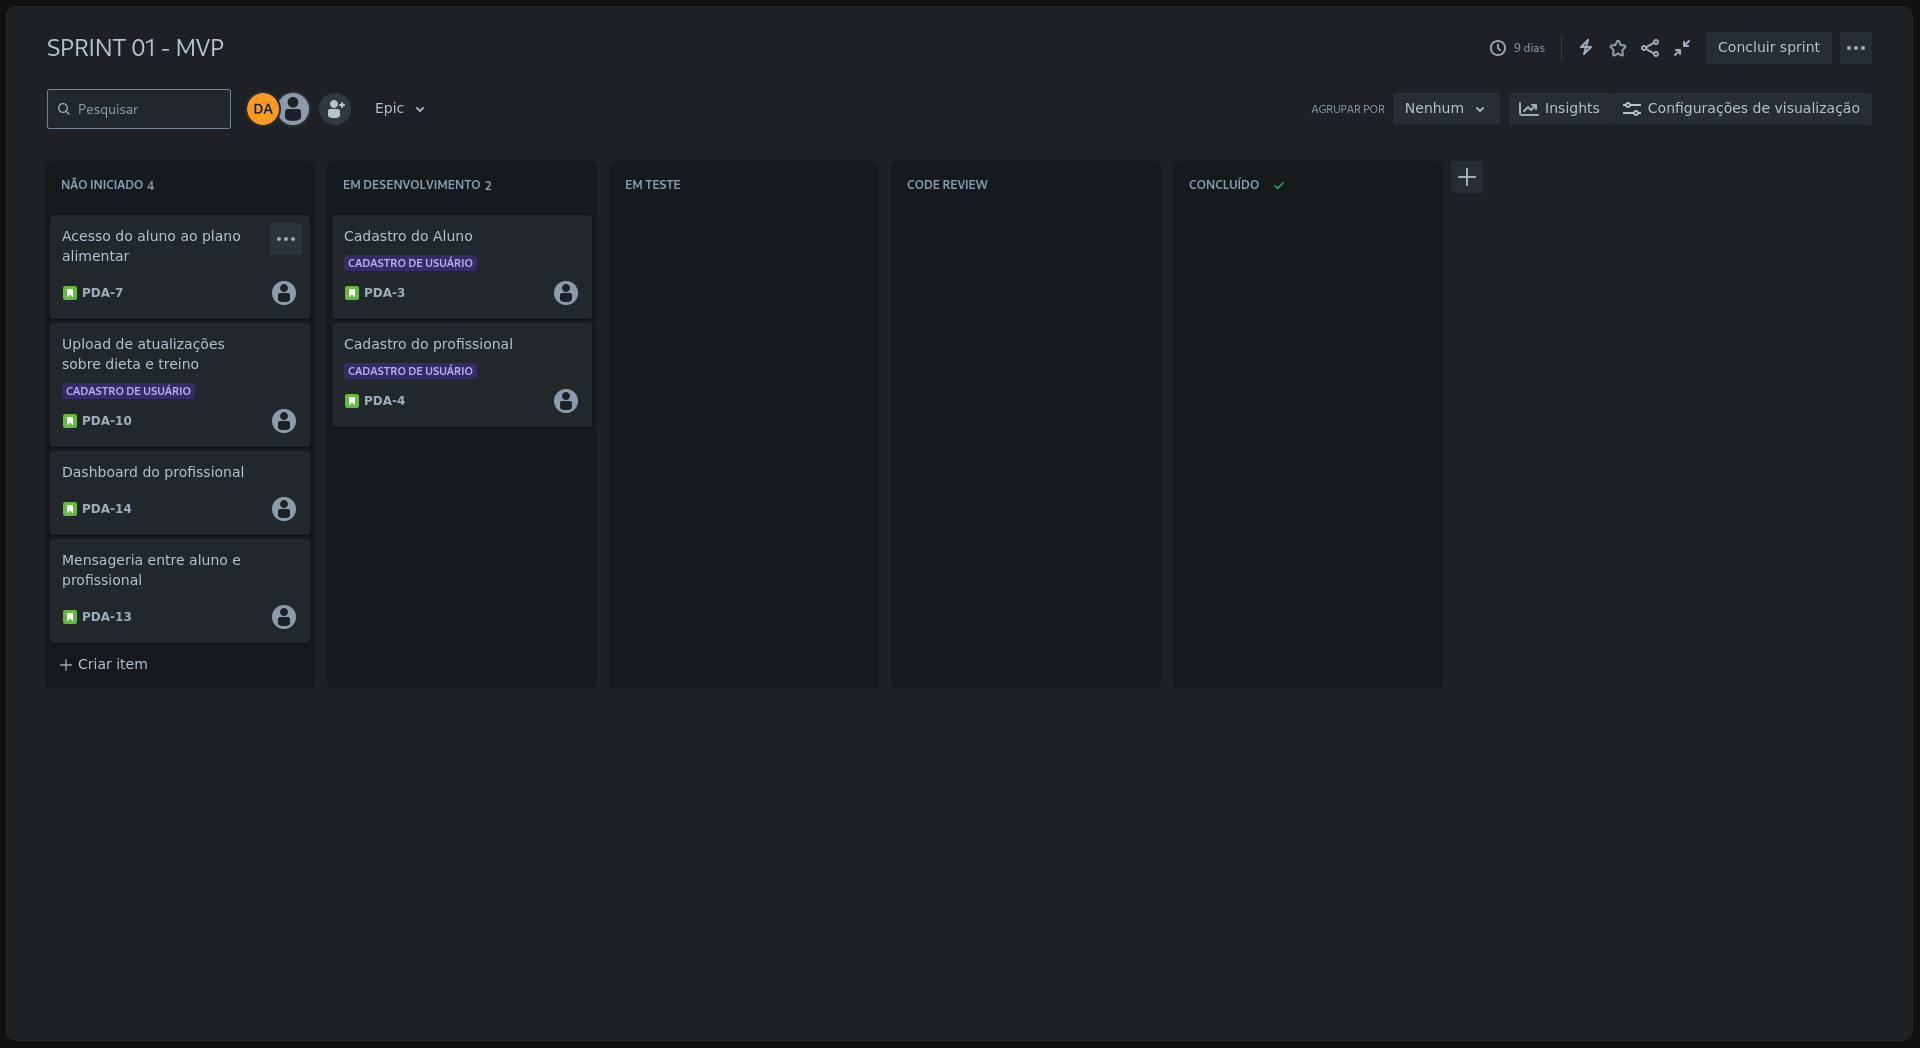 SPRINT 01 - MVP
9 dias
Concluir sprint
Pesquisar
DA
Epic
AGRUPAR POR
Nenhum
Insights
Configurações de visualização
NÃO INICIADO 4
Acesso do aluno ao plano
alimentar
PDA-7
Upload de atualizações
sobre dieta e treino
CADASTRO DE USUÁRIO
PDA-10
Dashboard do profissional
PDA-14
Mensageria entre aluno e
profissional
PDA-13
Criar item
EM DESENVOLVIMENTO 2
Cadastro do Aluno
CADASTRO DE USUÁRIO
PDA-3
Cadastro do profissional
CADASTRO DE USUÁRIO
PDA-4
EM TESTE
CODE REVIEW
CONCLUÍDO